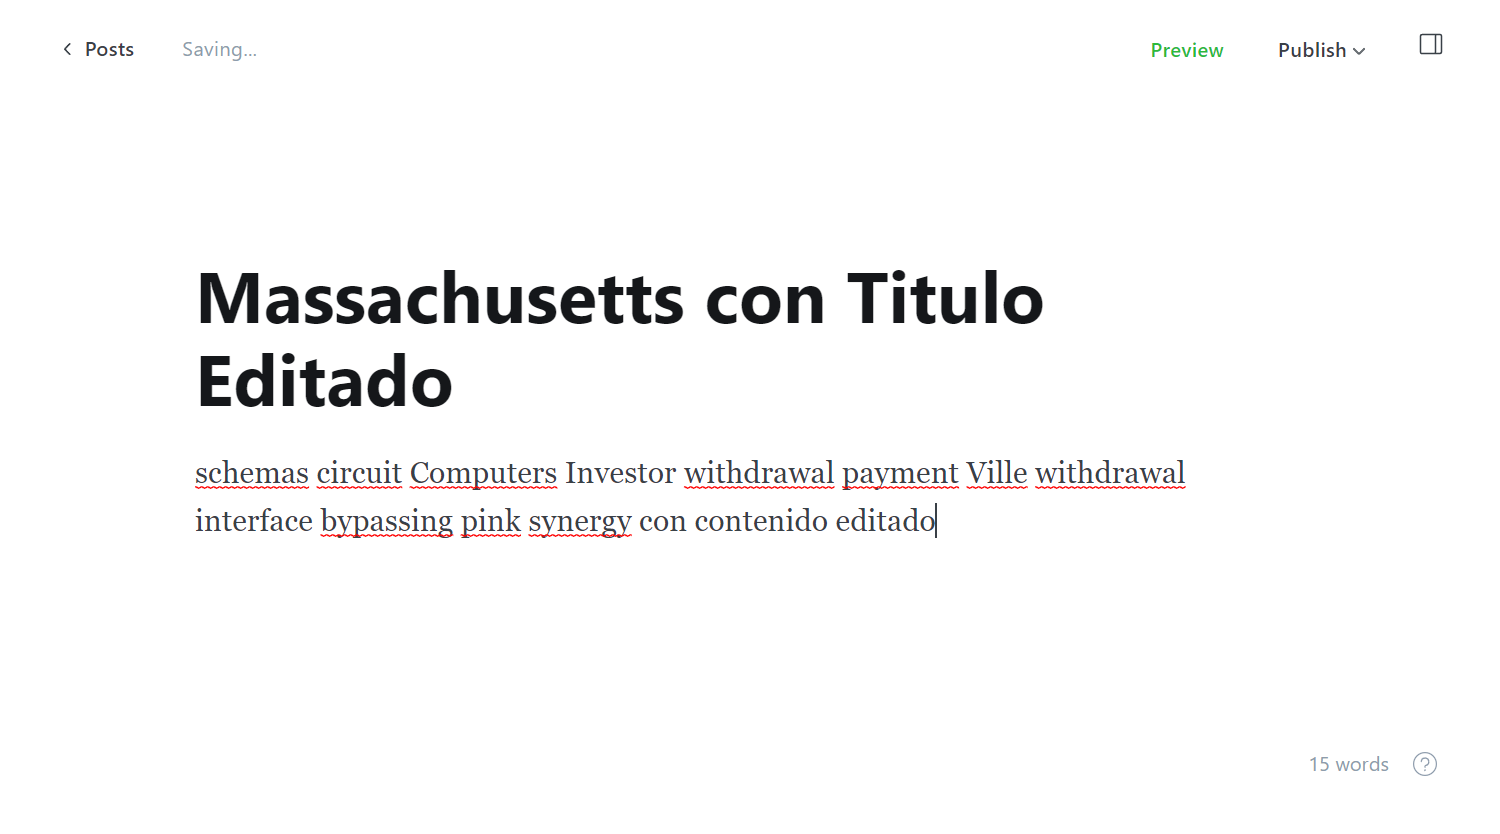 Posts
Saving...
Preview
Publish
Massachusetts con Titulo
Editado
schemas circuit Computers Investor withdrawal payment Ville withdrawal
interface bypassing pink synergy con contenido editado
15 words
?